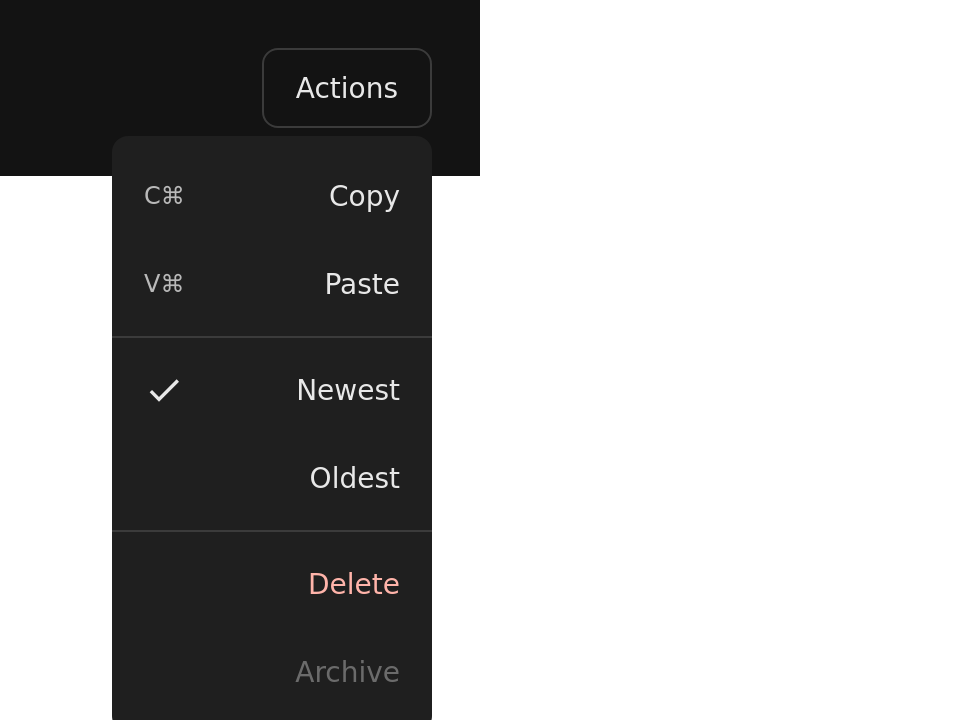 Actions
Copy C⌘
Paste V⌘
Newest
Oldest
Delete
Archive